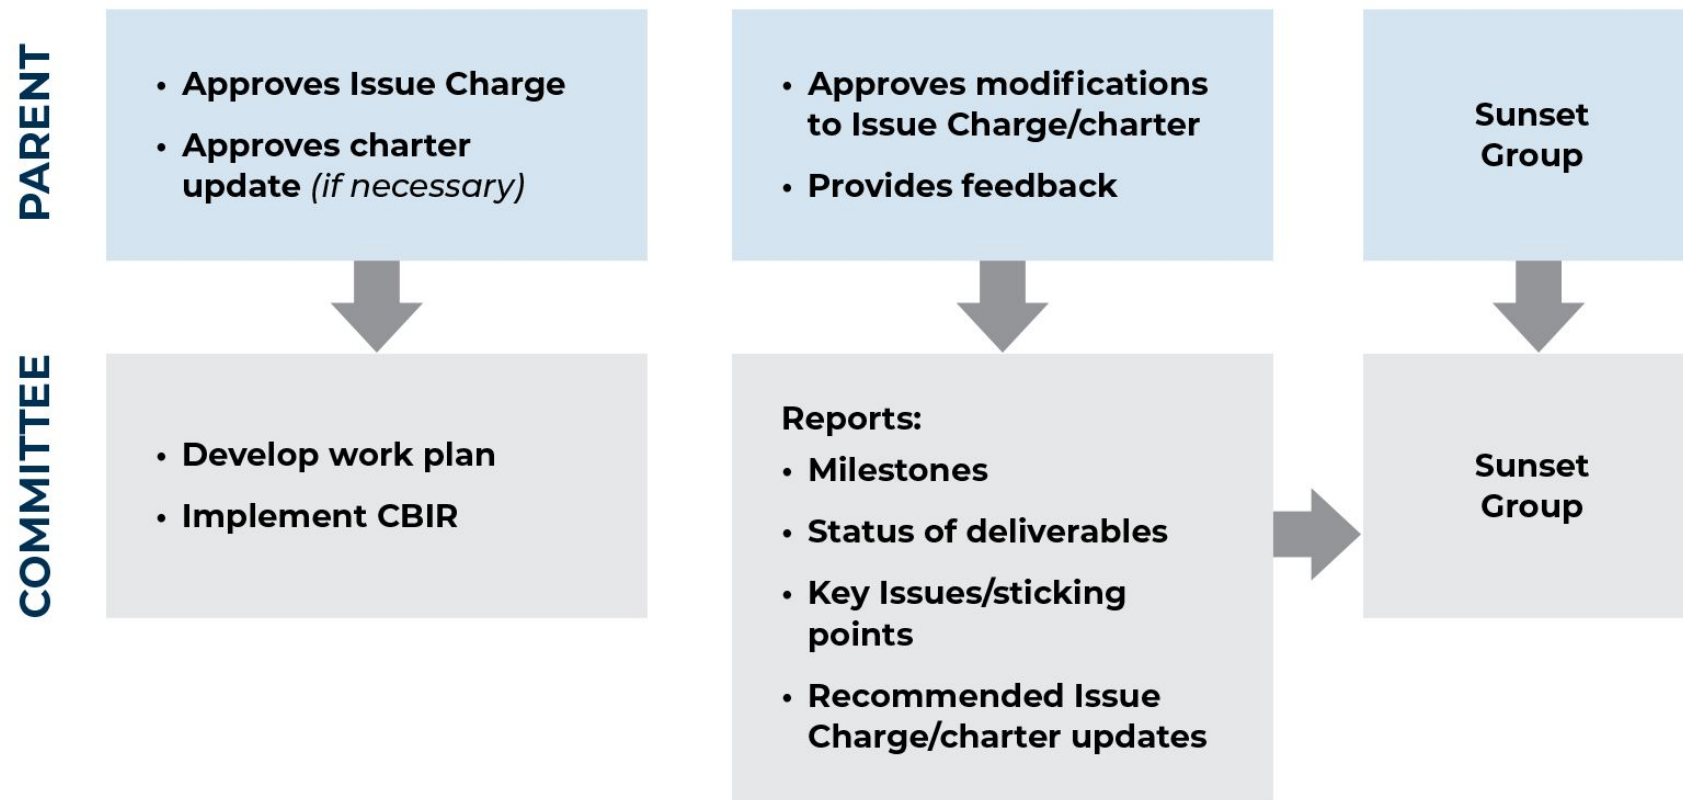 PARENT
• Approves Issue Charge
• Approves charter
update (if necessary)
• Approves modifications
to Issue Charge/charter
• Provides feedback
Sunset
Group
COMMITTEE
• Develop work plan
• Implement CBIR
Reports:
• Milestones
• Status of deliverables
• Key Issues/sticking
points
• Recommended Issue
Charge/charter updates
Sunset
Group